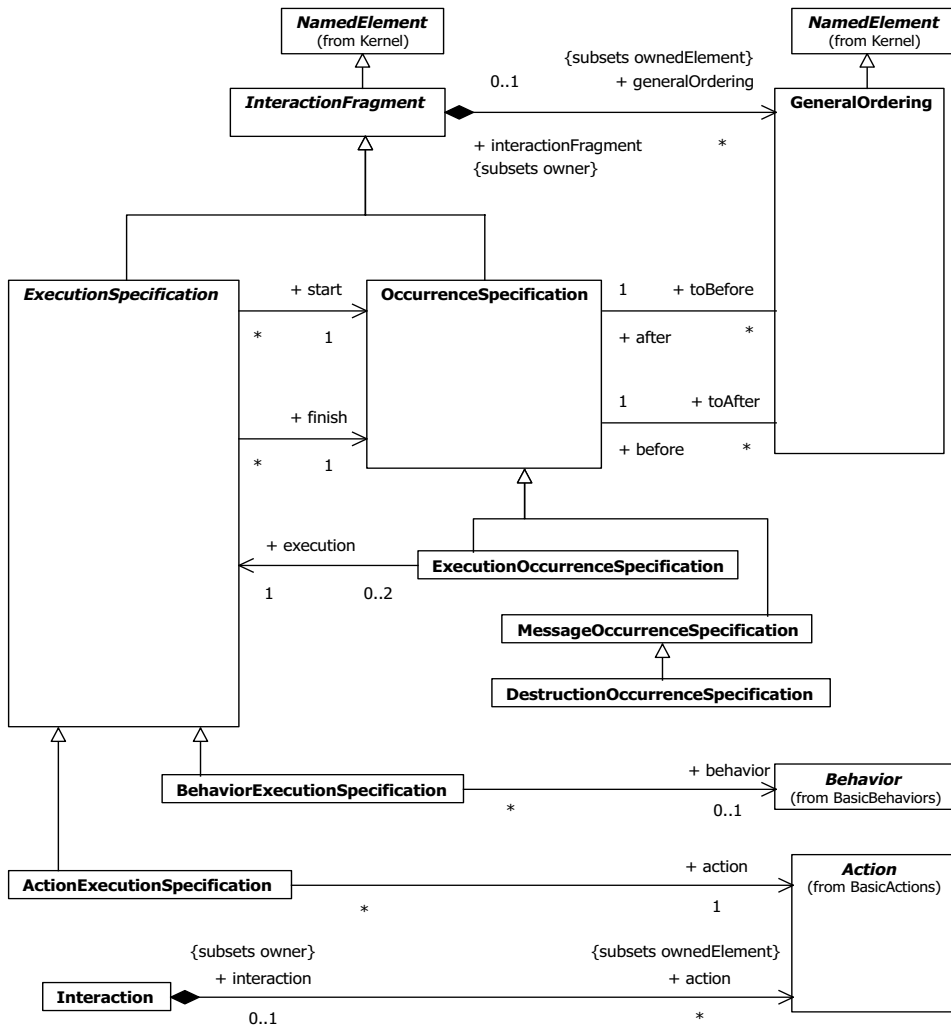 NamedElement
(from Kernel)
NamedElement
(from Kernel)
{subsets ownedElement}
0..1
+ generalOrdering
InteractionFragment
GeneralOrdering
+ interactionFragment
*
{subsets owner}
ExecutionSpecification
+ start
OccurrenceSpecification
1
+ toBefore
*
1
+ after
*
+ finish
1
+ toAfter
*
1
+ before
*
+ execution
ExecutionOccurrenceSpecification
1
0..2
MessageOccurrenceSpecification
DestructionOccurrenceSpecification
+ behavior
BehaviorExecutionSpecification
Behavior
(from BasicBehaviors)
*
0..1
+ action
Action
(from BasicActions)
ActionExecutionSpecification
*
1
{subsets owner}
{subsets ownedElement}
+ interaction
+ action
Interaction
0..1
*